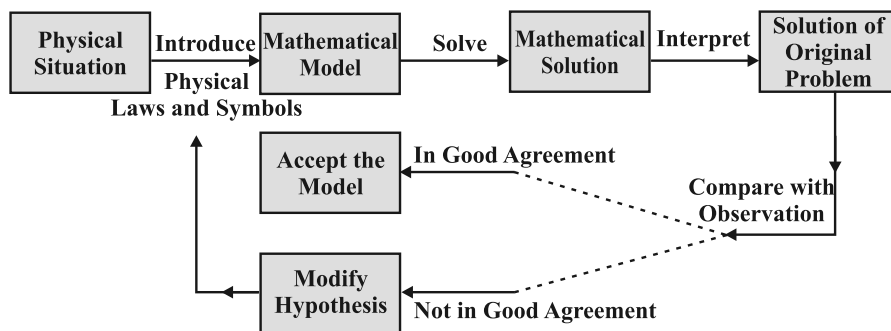 Physical
Situation
Introduce
Physical
Laws and Symbols
Mathematical
Model
Solve
Mathematical
Solution
Interpret
Solution of
Original
Problem
Compare with
Observation
In Good Agreement
Accept the
Model
Not in Good Agreement
Modify
Hypothesis